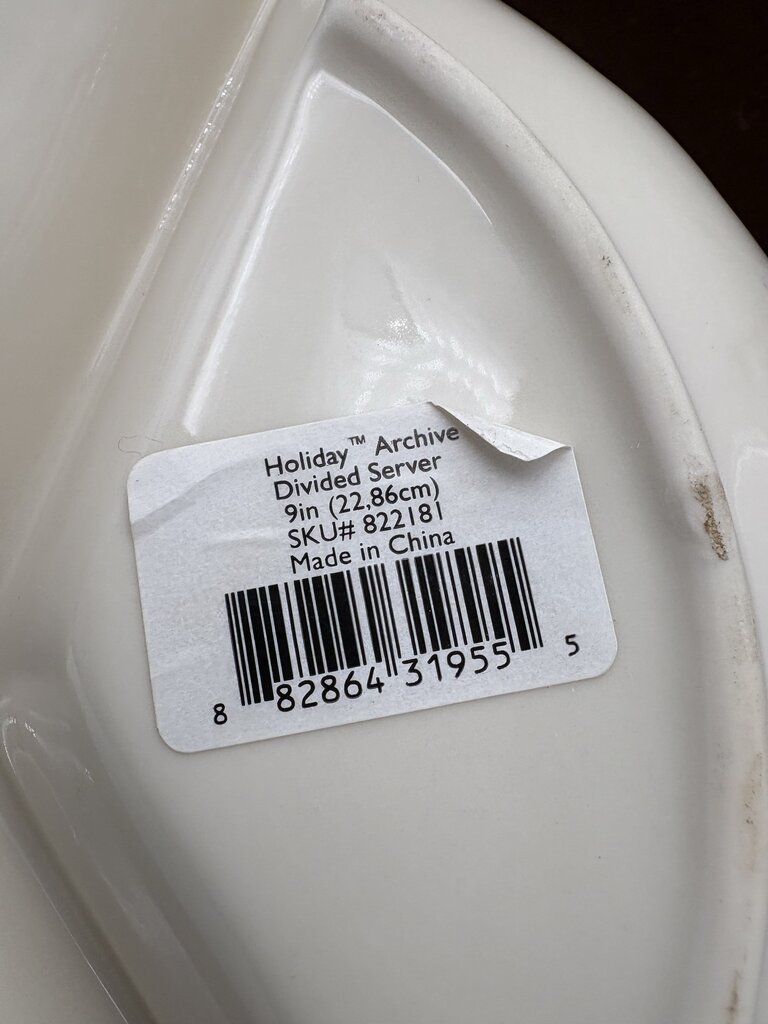 Holiday™ Archive
Divided Server
9in (22,86cm)
SKU# 822181
Made in China
8 82864 31955 5